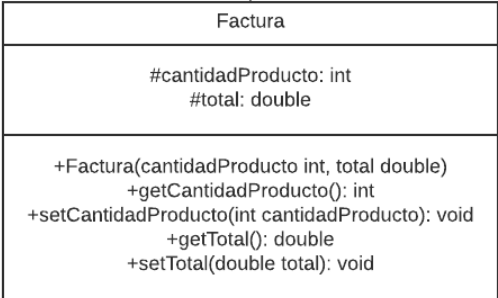 Factura
#cantidadProducto: int
#total: double
+Factura(cantidadProducto int, total double)
+getCantidadProducto(): int
+setCantidadProducto(int cantidadProducto): void
+getTotal(): double
+setTotal(double total): void